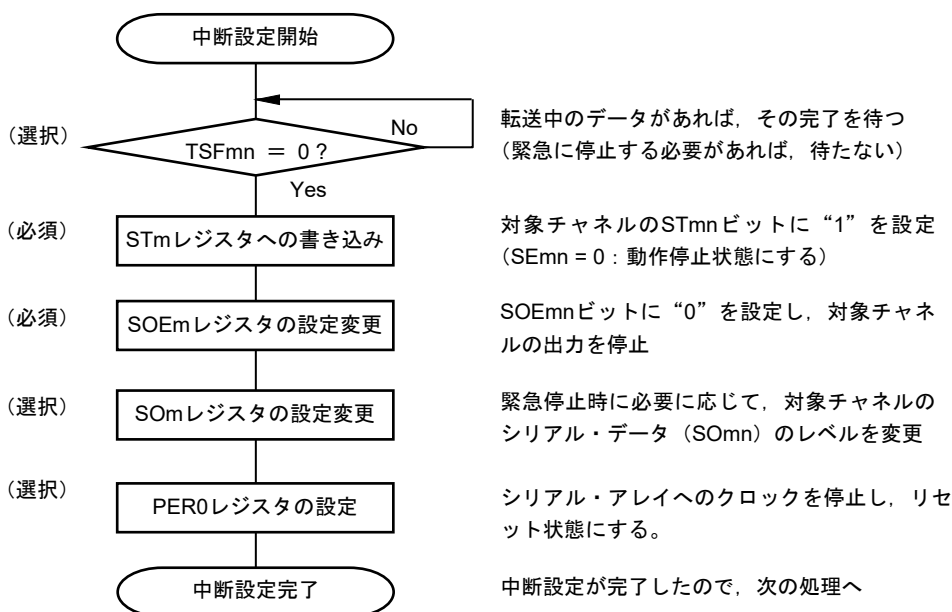 中断設定開始
（選択）
TSFmn ＝ 0？
No
Yes
転送中のデータがあれば，その完了を待つ
（緊急に停止する必要があれば，待たない）
（必須）
STmレジスタへの書き込み
対象チャネルのSTmnビットに“1”を設定
（SEmn = 0：動作停止状態にする）
（必須）
SOEmレジスタの設定変更
SOEmnビットに“0”を設定し，対象チャネ
ルの出力を停止
（選択）
SOmレジスタの設定変更
緊急停止時に必要に応じて，対象チャネルの
シリアル・データ（SOmn）のレベルを変更
（選択）
PER0レジスタの設定
シリアル・アレイへのクロックを停止し，リセ
ット状態にする。
中断設定完了
中断設定が完了したので，次の処理へ